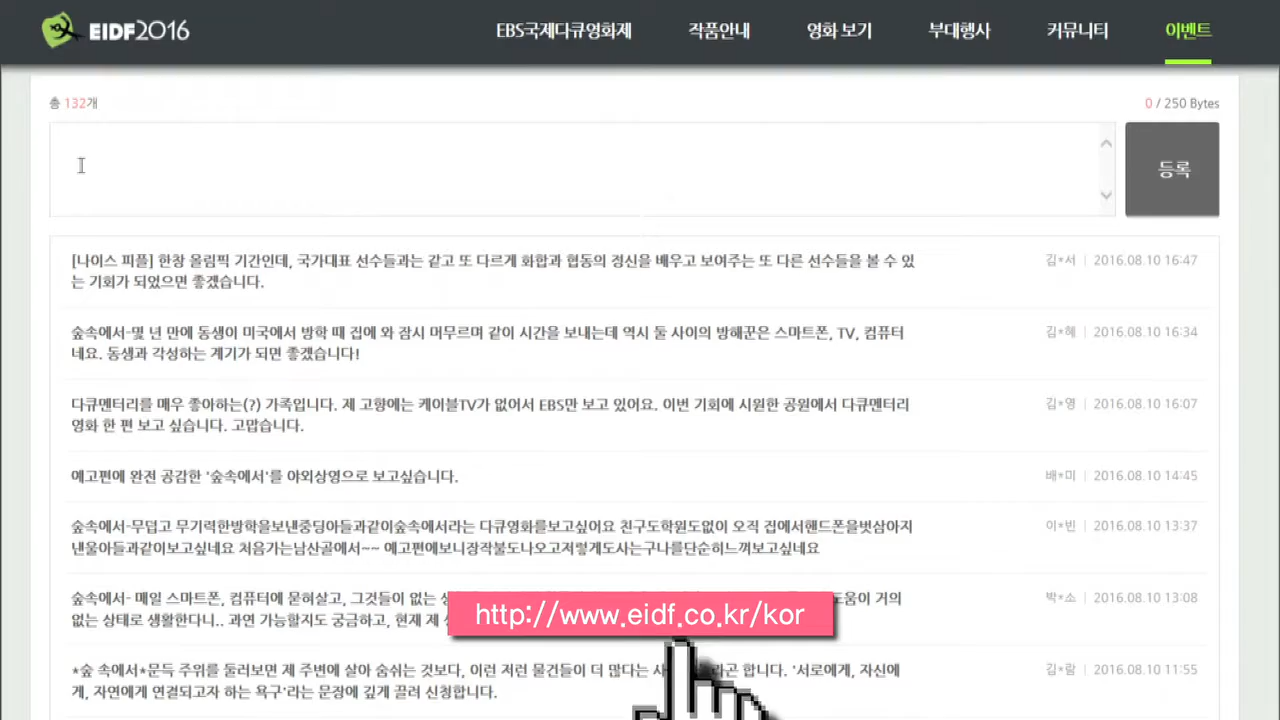 EIDF2016
EBS국제다큐영화제 작품안내 영화 보기 부대행사 커뮤니티 이벤트
총 132개 0 / 250 Bytes
등록
[나이스 피플] 한창 올림픽 기간인데, 국가대표 선수들과는 같고 또 다르게 화합과 협동의 정신을 배우고 보여주는 또 다른 선수들을 볼 수 있 김*서 | 2016.08.10 16:47
는 기회가 되었으면 좋겠습니다.
숲속에서-몇 년 만에 동생이 미국에서 방학 때 집에 와 잠시 머무르며 같이 시간을 보내는데 역시 둘 사이의 방해꾼은 스마트폰, TV, 컴퓨터 김*혜 | 2016.08.10 16:34
네요. 동생과 각성하는 계기가 되면 좋겠습니다!
다큐멘터리를 매우 좋아하는(?) 가족입니다. 제 고향에는 케이블TV가 없어서 EBS만 보고 있어요. 이번 기회에 시원한 공원에서 다큐멘터리 김*영 | 2016.08.10 16:07
영화 한 편 보고 싶습니다. 고맙습니다.
예고편에 완전 공감한 '숲속에서'를 야외상영으로 보고싶습니다. 배*미 | 2016.08.10 14:45
숲속에서-무덥고 무기력한방학을보낸중딩아들과같이숲속에서라는 다큐영화를보고싶어요 친구도학원도없이 오직 집에서핸드폰을벗삼아지 이*빈 | 2016.08.10 13:37
낸울아들과같이보고싶네요 처음가는남산골에서~~ 예고편에보니장작불도나오고저렇게도사는구나를단순히느껴보고싶네요
숲속에서- 매일 스마트폰, 컴퓨터에 묻혀살고, 그것들이 없는 움이 거의 박*소 | 2016.08.10 13:08
없는 상태로 생활한다니.. 과연 가능할지도 궁금하고, 현재 제
http://www.eidf.co.kr/kor
*숲 속에서*문득 주위를 둘러보면 제 주변에 살아 숨쉬는 것보다, 이런 저런 물건들이 더 많다는 라곤 합니다. '서로에게, 자신에 김*람 | 2016.08.10 11:55
게, 자연에게 연결되고자 하는 욕구'라는 문장에 깊게 끌려 신청합니다.